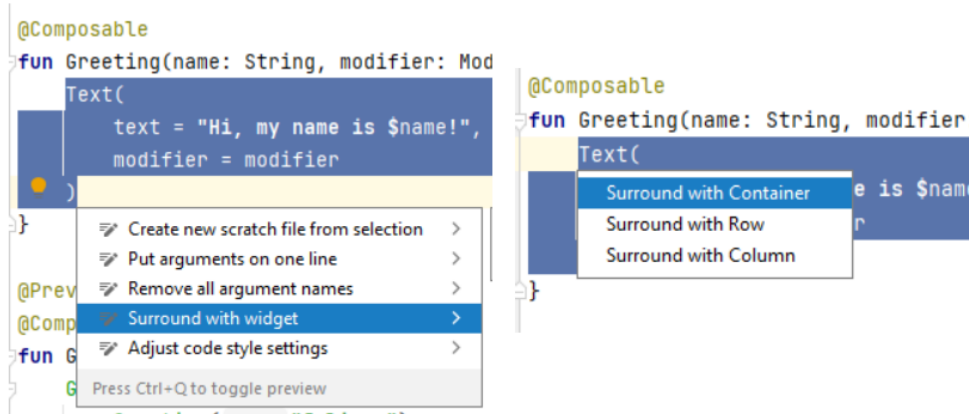 @Composable
fun Greeting(name: String, modifier: Mod
Text(
text = "Hi, my name is $name!",
modifier = modifier
)
}
Create new scratch file from selection
Put arguments on one line
Remove all argument names
Surround with widget
Adjust code style settings
Press Ctrl+Q to toggle preview
@Prev
@Comp
fun G
G
@Composable
fun Greeting(name: String, modifier
Text(
Surround with Container
Surround with Row
Surround with Column
e is $nam
r
}